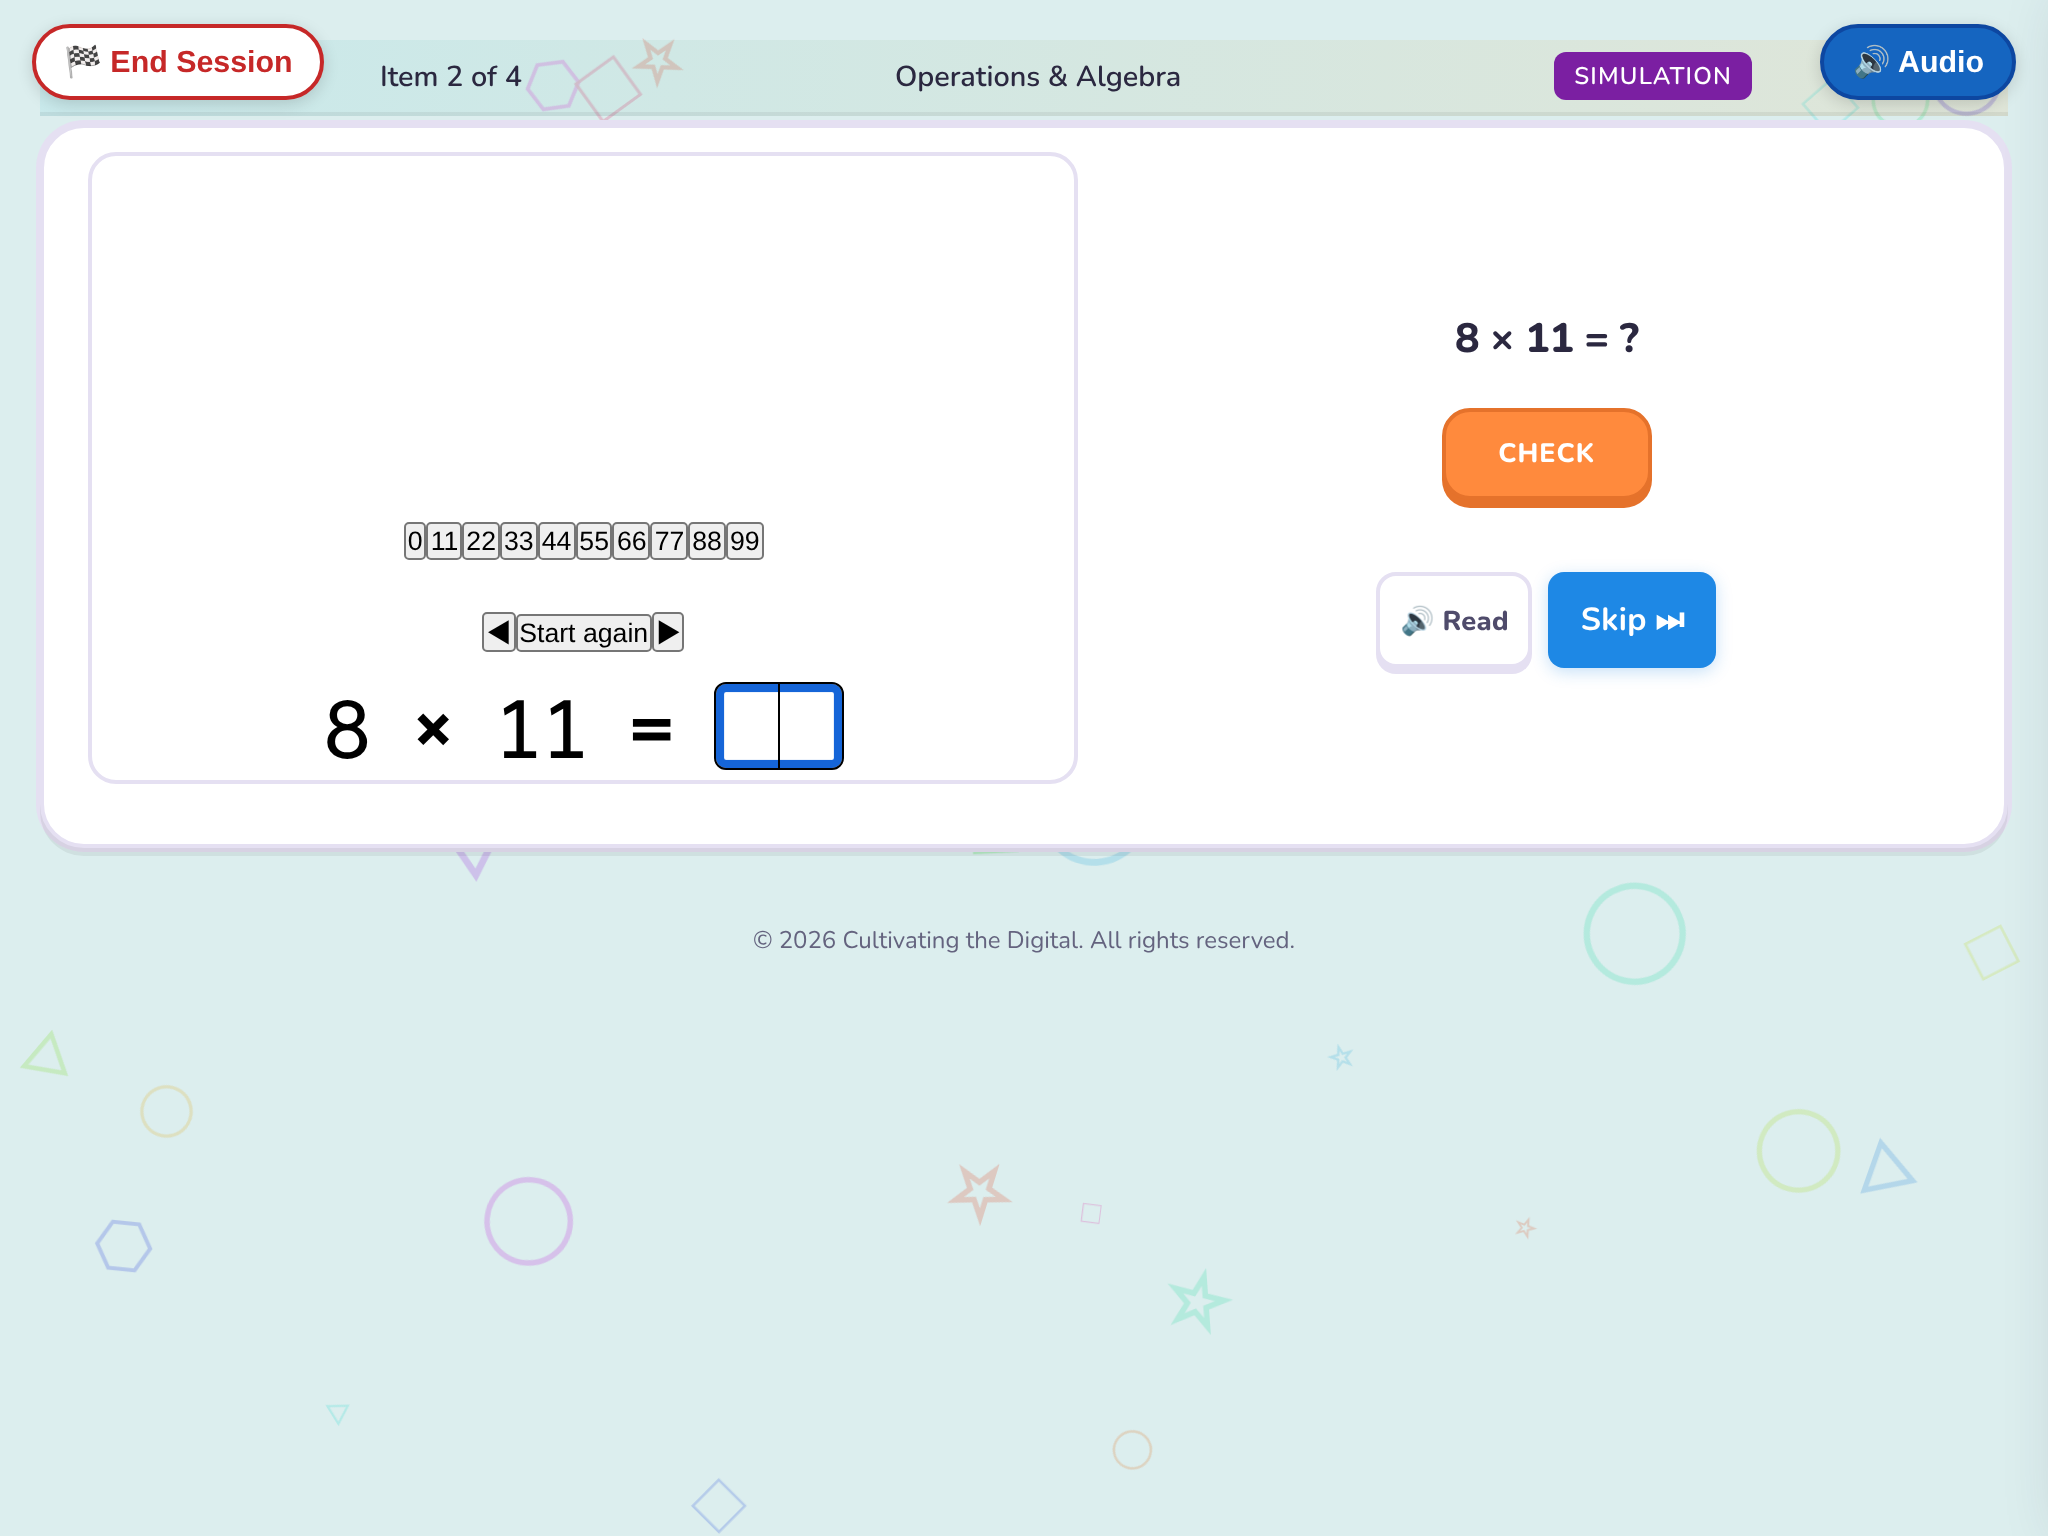 🏁 End Session
Item 2 of 4
Operations & Algebra
SIMULATION
🔊 Audio
0 11 22 33 44 55 66 77 88 99
◀ Start again ▶
8 × 11 =
8 × 11 = ?
CHECK
🔊 Read
Skip ⏭
© 2026 Cultivating the Digital. All rights reserved.